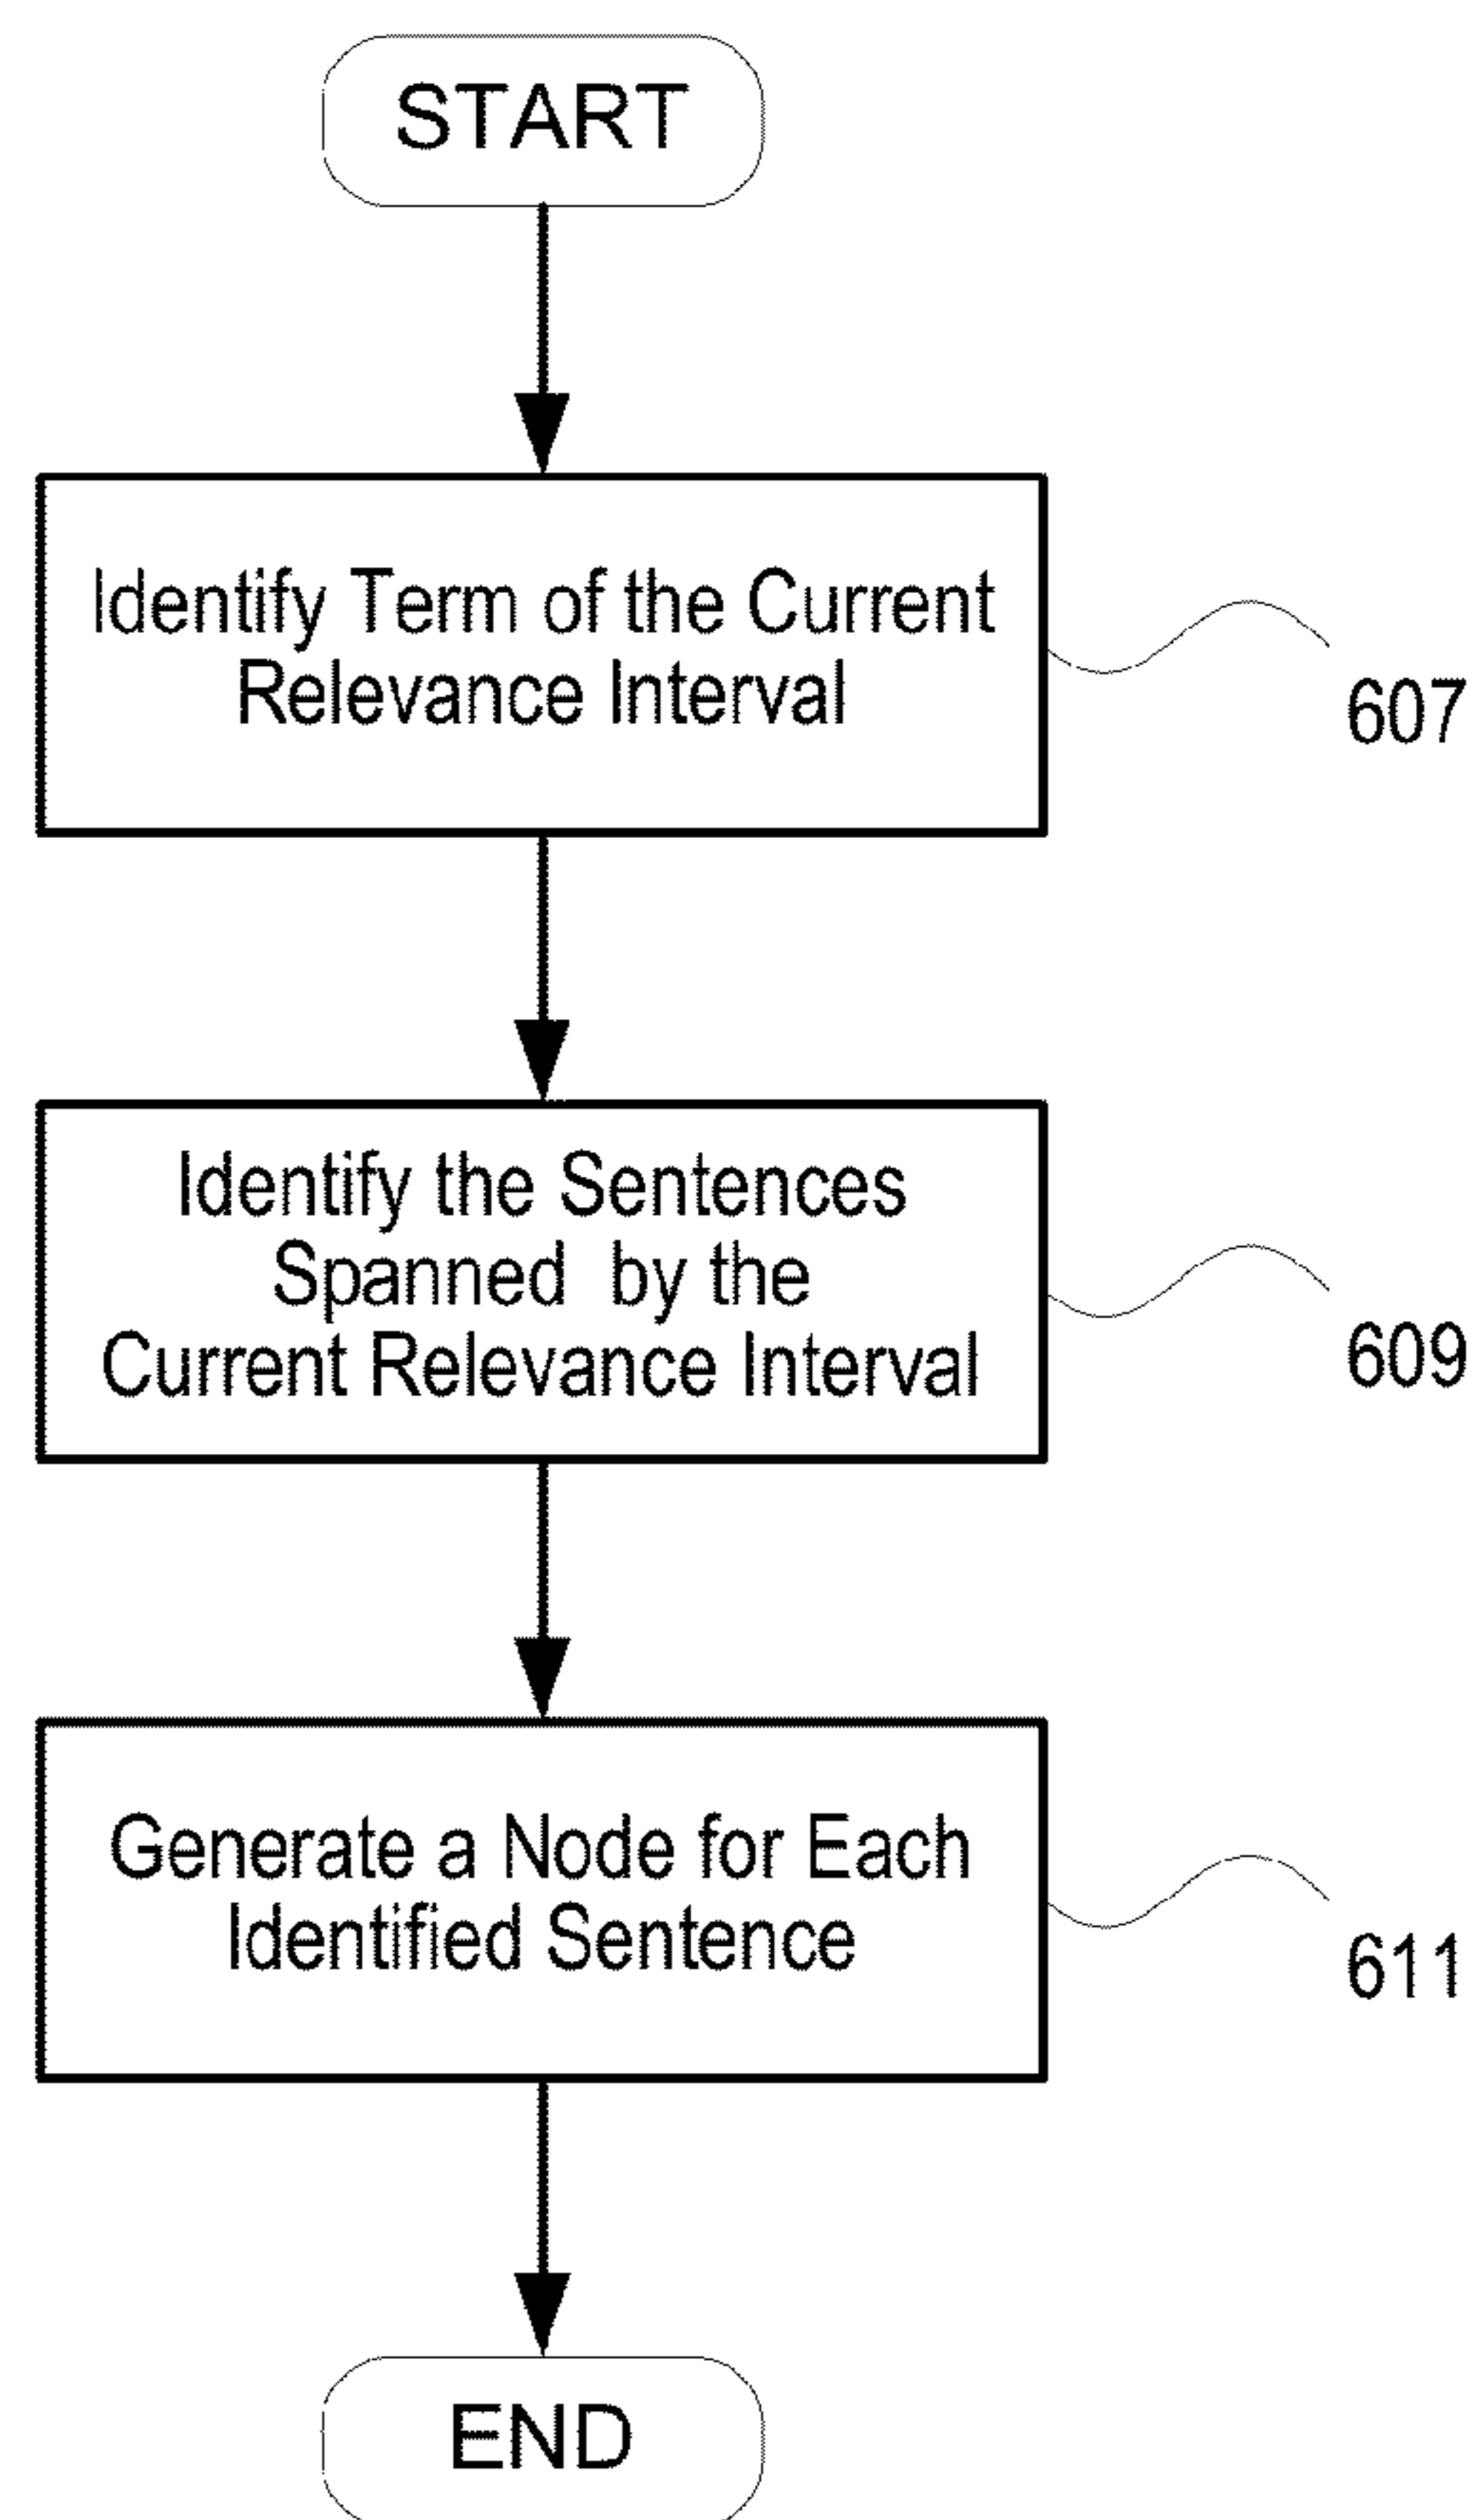 START
Identify Term of the Current
Relevance Interval
607
Identify the Sentences
Spanned by the
Current Relevance Interval
609
Generate a Node for Each
Identified Sentence
611
END